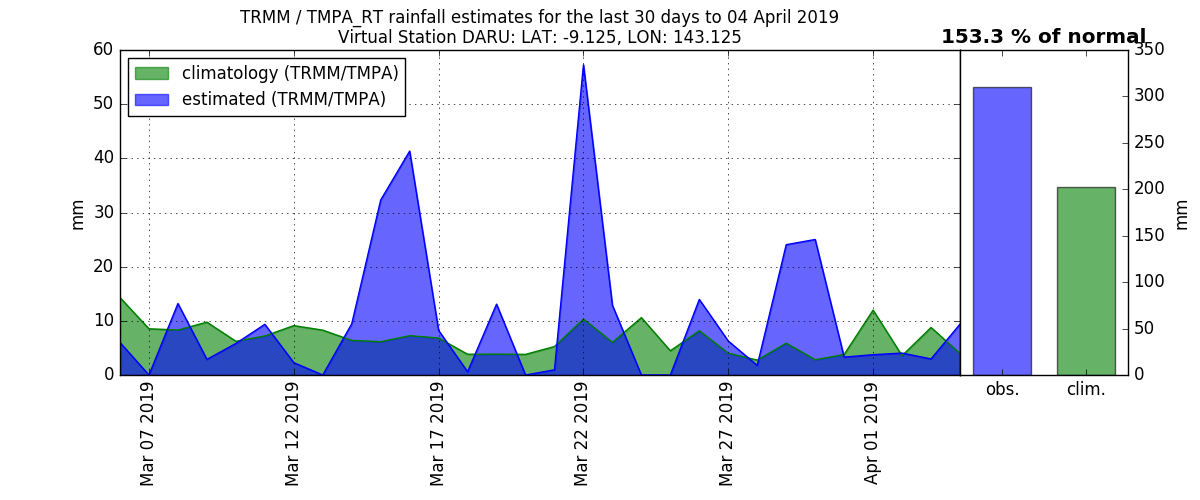 TRMM / TMPA_RT rainfall estimates for the last 30 days to 04 April 2019
Virtual Station DARU: LAT: -9.125, LON: 143.125
153.3 % of normal
climatology (TRMM/TMPA)
estimated (TRMM/TMPA)
60
50
40
30
20
10
0
mm
Mar 07 2019
Mar 12 2019
Mar 17 2019
Mar 22 2019
Mar 27 2019
Apr 01 2019
350
300
250
200
150
100
50
0
mm
obs.
clim.